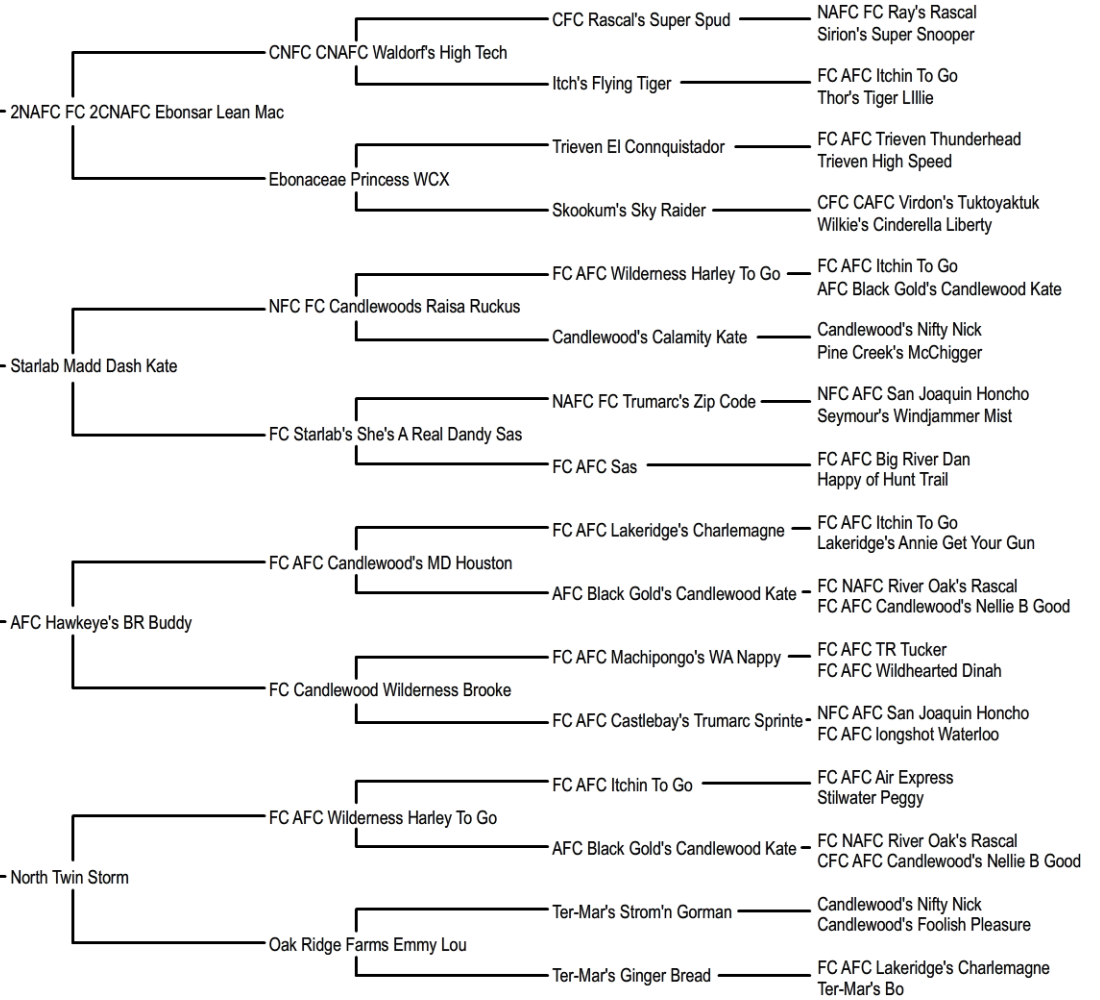 CFC Rascal's Super Spud
NAFC FC Ray's Rascal
Sirion's Super Snooper
CNFC CNAFC Waldorf's High Tech
Itch's Flying Tiger
FC AFC Itchin To Go
Thor's Tiger LIllie
2NAFC FC 2CNAFC Ebonsar Lean Mac
Trieven El Connquistador
FC AFC Trieven Thunderhead
Trieven High Speed
Ebonaceae Princess WCX
Skookum's Sky Raider
CFC CAFC Virdon's Tuktoyaktuk
Wilkie's Cinderella Liberty
FC AFC Wilderness Harley To Go
FC AFC Itchin To Go
AFC Black Gold's Candlewood Kate
NFC FC Candlewoods Raisa Ruckus
Candlewood's Calamity Kate
Candlewood's Nifty Nick
Pine Creek's McChigger
Starlab Madd Dash Kate
NAFC FC Trumarc's Zip Code
NFC AFC San Joaquin Honcho
Seymour's Windjammer Mist
FC Starlab's She's A Real Dandy Sas
FC AFC Sas
FC AFC Big River Dan
Happy of Hunt Trail
FC AFC Lakeridge's Charlemagne
FC AFC Itchin To Go
Lakeridge's Annie Get Your Gun
FC AFC Candlewood's MD Houston
AFC Black Gold's Candlewood Kate
FC NAFC River Oak's Rascal
FC AFC Candlewood's Nellie B Good
AFC Hawkeye's BR Buddy
FC AFC Machipongo's WA Nappy
FC AFC TR Tucker
FC AFC Wildhearted Dinah
FC Candlewood Wilderness Brooke
FC AFC Castlebay's Trumarc Sprinte
NFC AFC San Joaquin Honcho
FC AFC longshot Waterloo
FC AFC Itchin To Go
FC AFC Air Express
Stilwater Peggy
FC AFC Wilderness Harley To Go
AFC Black Gold's Candlewood Kate
FC NAFC River Oak's Rascal
CFC AFC Candlewood's Nellie B Good
North Twin Storm
Ter-Mar's Strom'n Gorman
Candlewood's Nifty Nick
Candlewood's Foolish Pleasure
Oak Ridge Farms Emmy Lou
Ter-Mar's Ginger Bread
FC AFC Lakeridge's Charlemagne
Ter-Mar's Bo